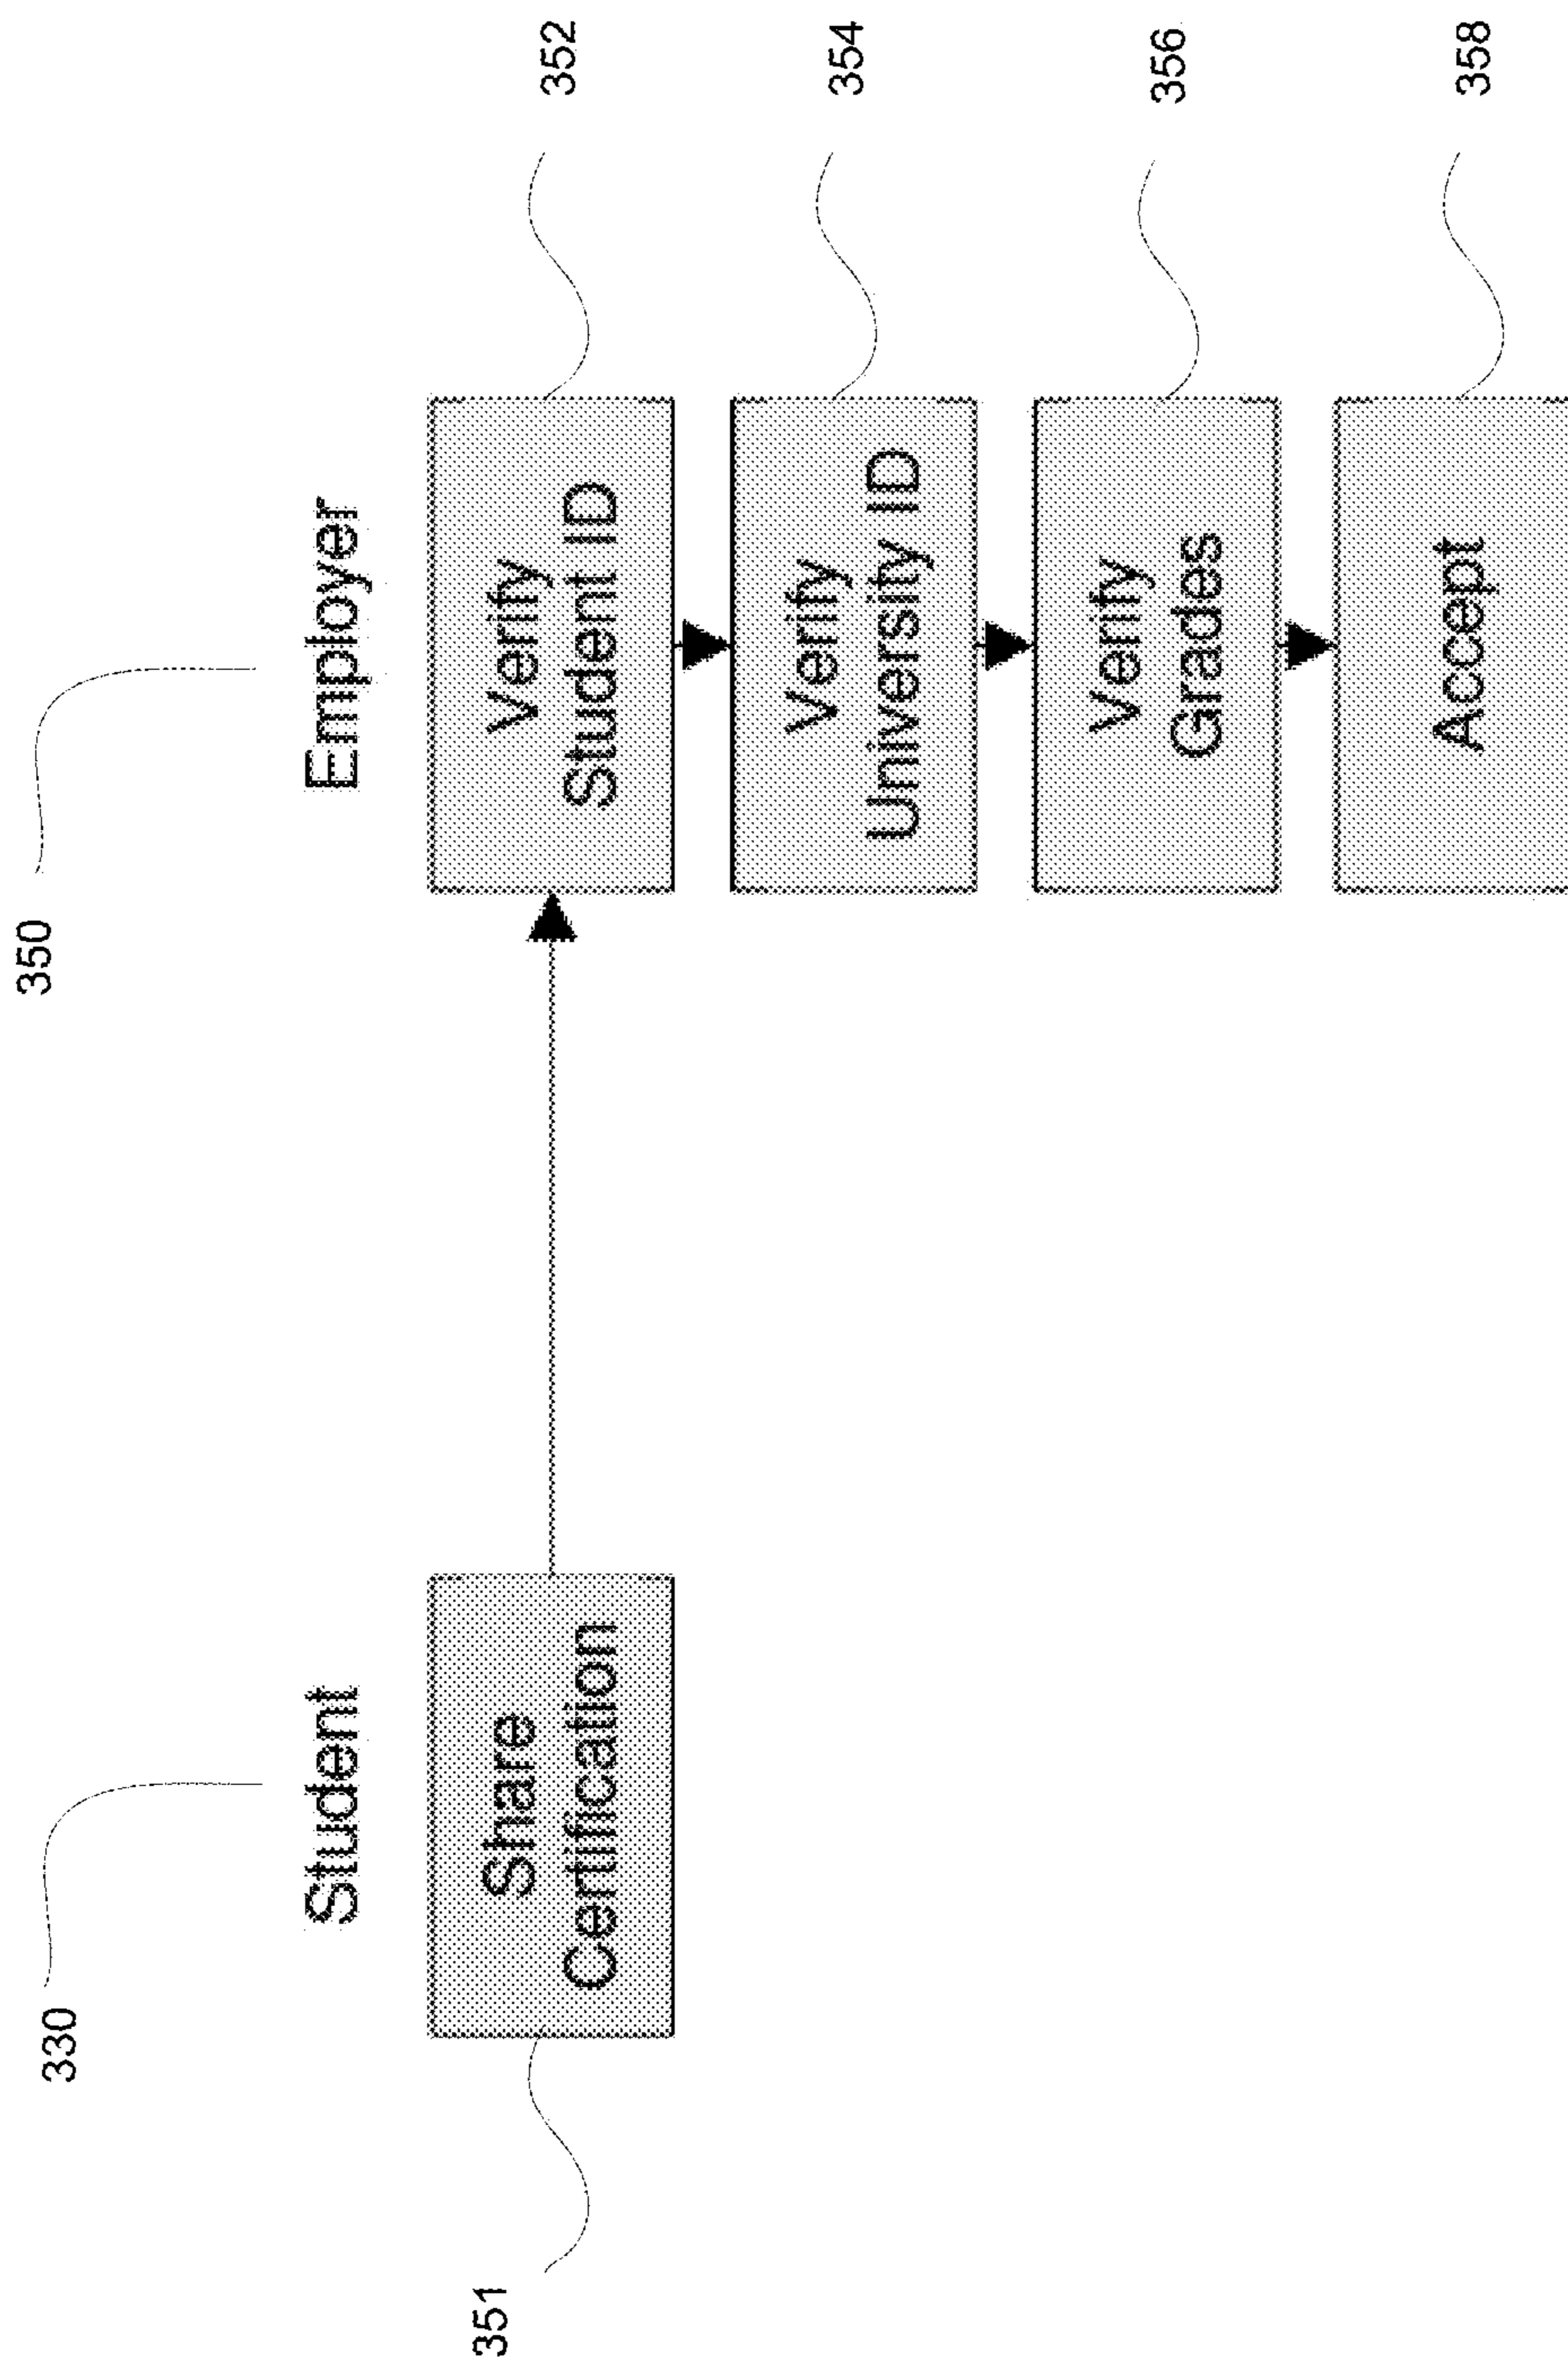 330
350
Student
Employer
351
Share
Certification
Verify
Student ID
352
Verify
University ID
354
Verify
Grades
356
Accept
358